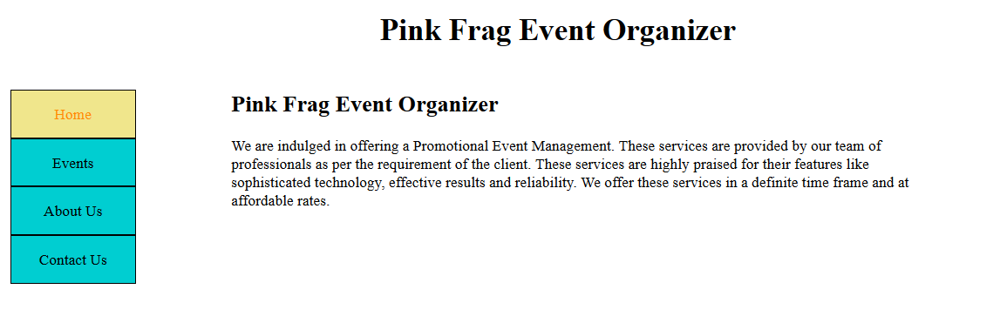 Pink Frag Event Organizer
Home
Events
About Us
Contact Us
Pink Frag Event Organizer
We are indulged in offering a Promotional Event Management. These services are provided by our team of
professionals as per the requirement of the client. These services are highly praised for their features like
sophisticated technology, effective results and reliability. We offer these services in a definite time frame and at
affordable rates.